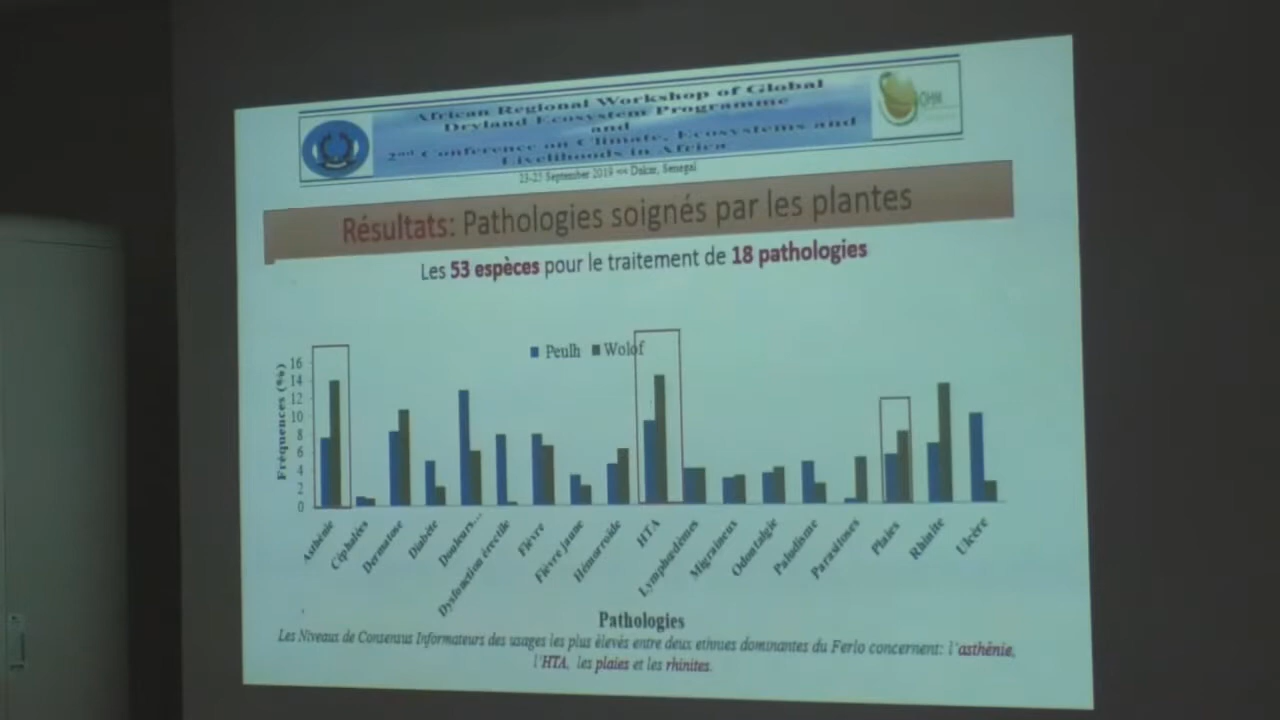 African Regional Workshop of Global
Dryland Ecosystem Programme
and
2nd Conference on Climate, Ecosystems and
Livelihoods in Africa
23-25 September 2019 Dakar, Senegal
OHM
Résultats: Pathologies soignés par les plantes
Les 53 espèces pour le traitement de 18 pathologies
Peulh Wolof
Fréquences (%)
16
14
12
10
8
6
4
2
0
Asthénie
Céphalées
Dermatose
Diabète
Douleurs...
Dysfonction érectile
Fièvre
Fièvre jaune
Hémorroïde
HTA
Lymphœdèmes
Migraineux
Odontalgie
Paludisme
Parasitoses
Plaies
Rhinite
Ulcère
Pathologies
Les Niveaux de Consensus Informateurs des usages les plus élevés entre deux ethnies dominantes du Ferlo concernent: l'asthénie,
l'HTA, les plaies et les rhinites.